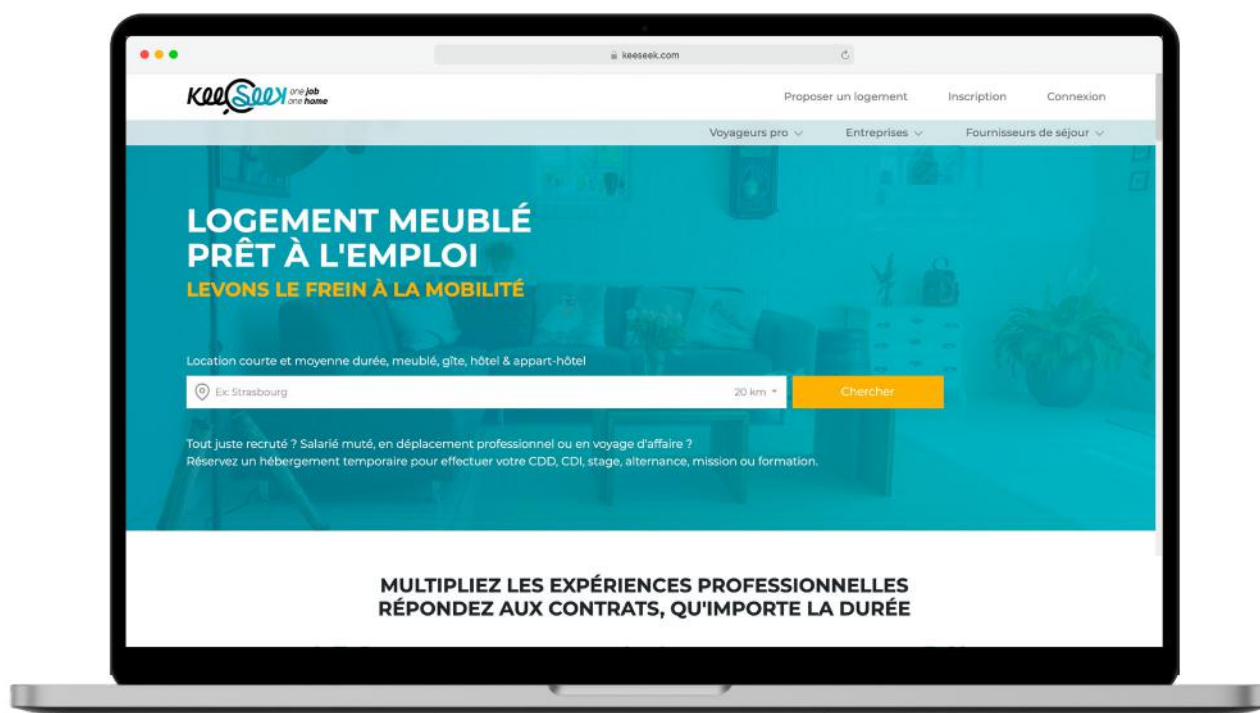 keeseek.com
KeeSeek one job
one home
Proposer un logement Inscription Connexion
Voyageurs pro Entreprises Fournisseurs de séjour
LOGEMENT MEUBLÉ
PRÊT À L'EMPLOI
LEVONS LE FREIN À LA MOBILITÉ
Location courte et moyenne durée, meublé, gîte, hôtel & appart-hôtel
Ex: Strasbourg 20 km Chercher
Tout juste recruté ? Salarié muté, en déplacement professionnel ou en voyage d'affaire ?
Réservez un hébergement temporaire pour effectuer votre CDD, CDI, stage, alternance, mission ou formation.
MULTIPLIEZ LES EXPÉRIENCES PROFESSIONNELLES
RÉPONDEZ AUX CONTRATS, QU'IMPORTE LA DURÉE